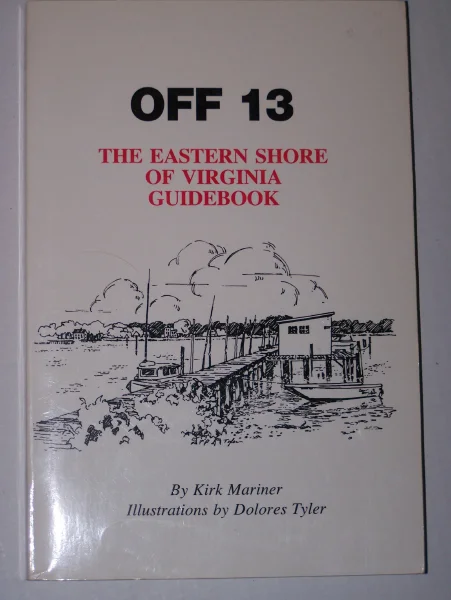 OFF 13
THE EASTERN SHORE
OF VIRGINIA
GUIDEBOOK
By Kirk Mariner
Illustrations by Dolores Tyler